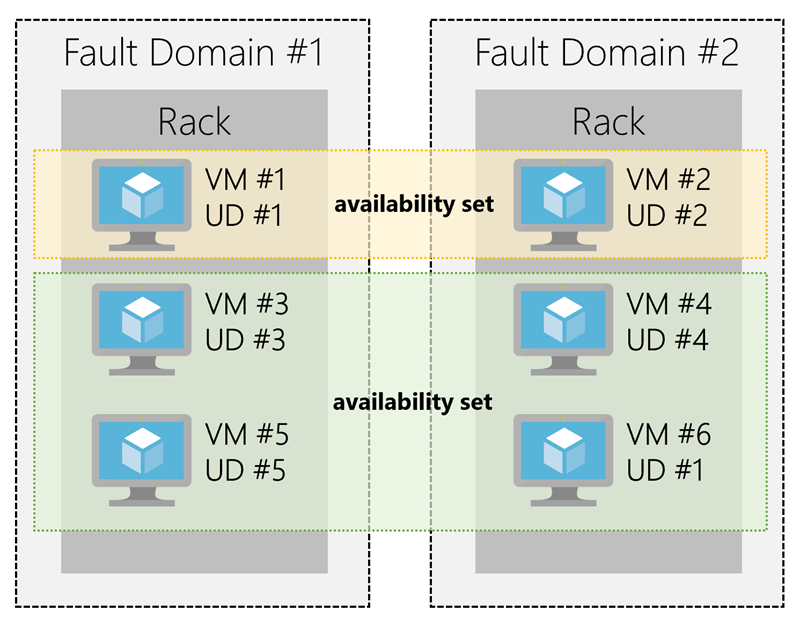 Fault Domain #1
Fault Domain #2
Rack
Rack
VM #1
UD #1
availability set
VM #2
UD #2
VM #3
UD #3
VM #4
UD #4
availability set
VM #5
UD #5
VM #6
UD #1